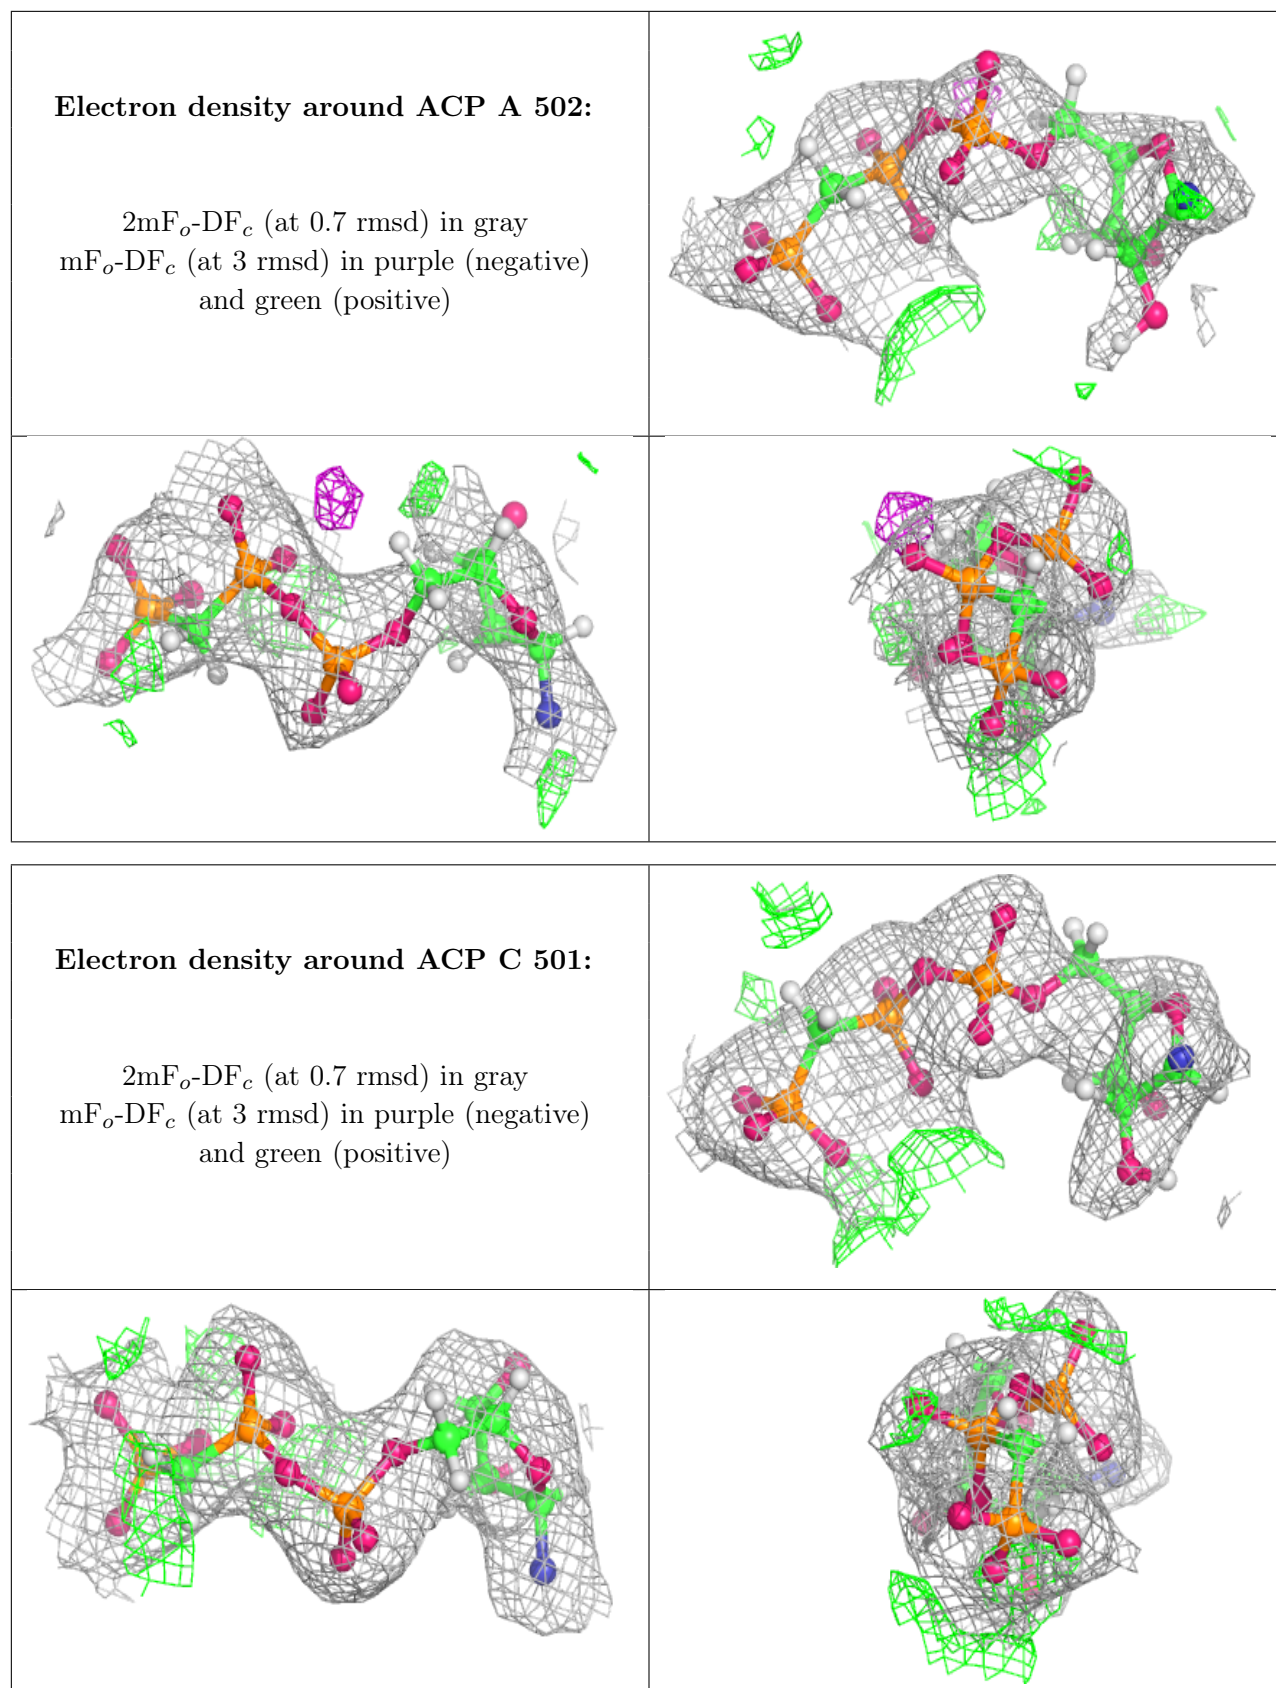 Electron density around ACP A 502:
2mFₒ-DF𝑐 (at 0.7 rmsd) in gray
mFₒ-DF𝑐 (at 3 rmsd) in purple (negative)
and green (positive)
Electron density around ACP C 501:
2mFₒ-DF𝑐 (at 0.7 rmsd) in gray
mFₒ-DF𝑐 (at 3 rmsd) in purple (negative)
and green (positive)